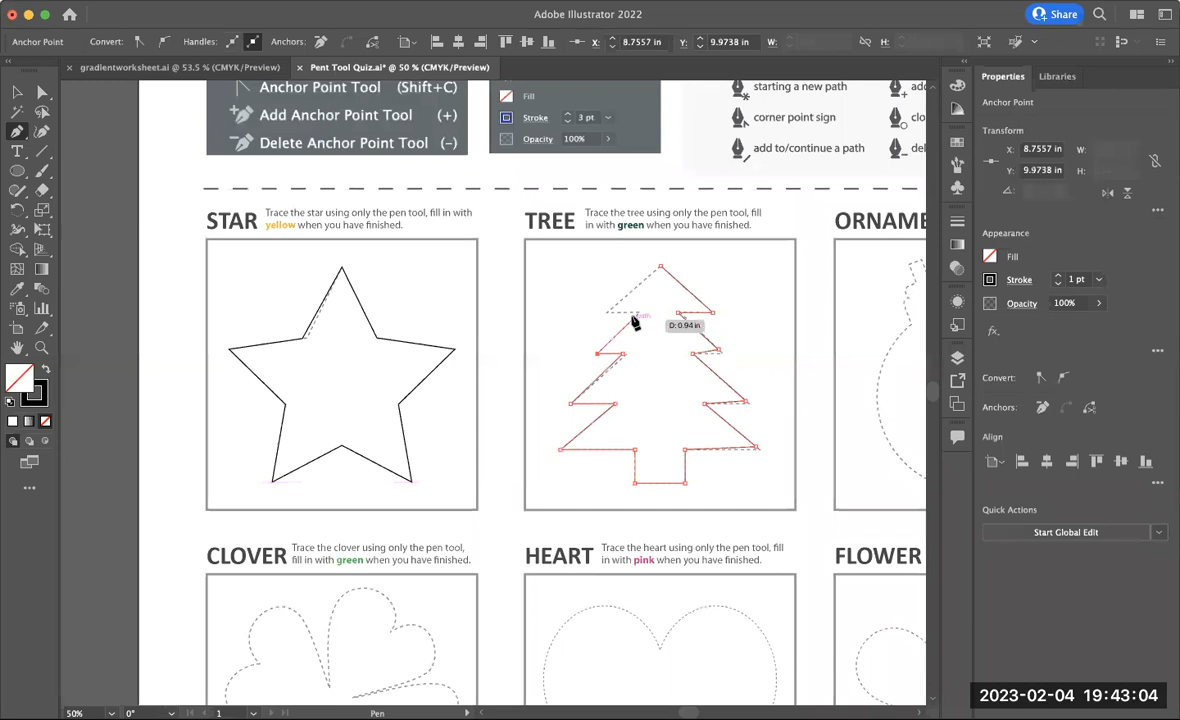 Adobe Illustrator 2022
Share
Anchor Point
Convert:
Handles:
Anchors:
X: 8.7557 in
Y: 9.9738 in
W:
H:
× gradientworksheet.ai @ 53.5 % (CMYK/Preview)
× Pent Tool Quiz.ai* @ 50 % (CMYK/Preview)
Properties
Libraries
Anchor Point Tool (Shift+C)
Add Anchor Point Tool (+)
Delete Anchor Point Tool (–)
Fill
Stroke 3 pt
Opacity 100%
starting a new path
corner point sign
add to/continue a path
STAR
Trace the star using only the pen tool, fill in with
yellow when you have finished.
TREE
Trace the tree using only the pen tool, fill
in with green when you have finished.
ORNAME
D: 0.94 in
CLOVER
Trace the clover using only the pen tool,
fill in with green when you have finished.
HEART
Trace the heart using only the pen tool, fill
in with pink when you have finished.
FLOWER
Anchor Point
Transform
X: 8.7557 in
W:
Y: 9.9738 in
H:
Appearance
Fill
Stroke 1 pt
Opacity 100%
fx.
Convert:
Anchors:
Align
Quick Actions
Start Global Edit
50%
0°
1
Pen
2023-02-04 19:43:04